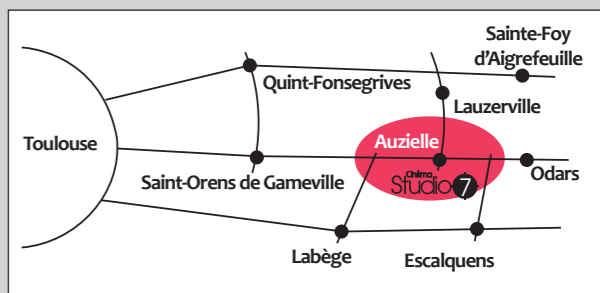 Sainte-Foy
d'Aigrefeuille
Quint-Fonsegrives
Lauzerville
Toulouse
Auzielle
Saint-Orens de Gameville
Cinéma
Studio 7
Odars
Labège
Escalquens